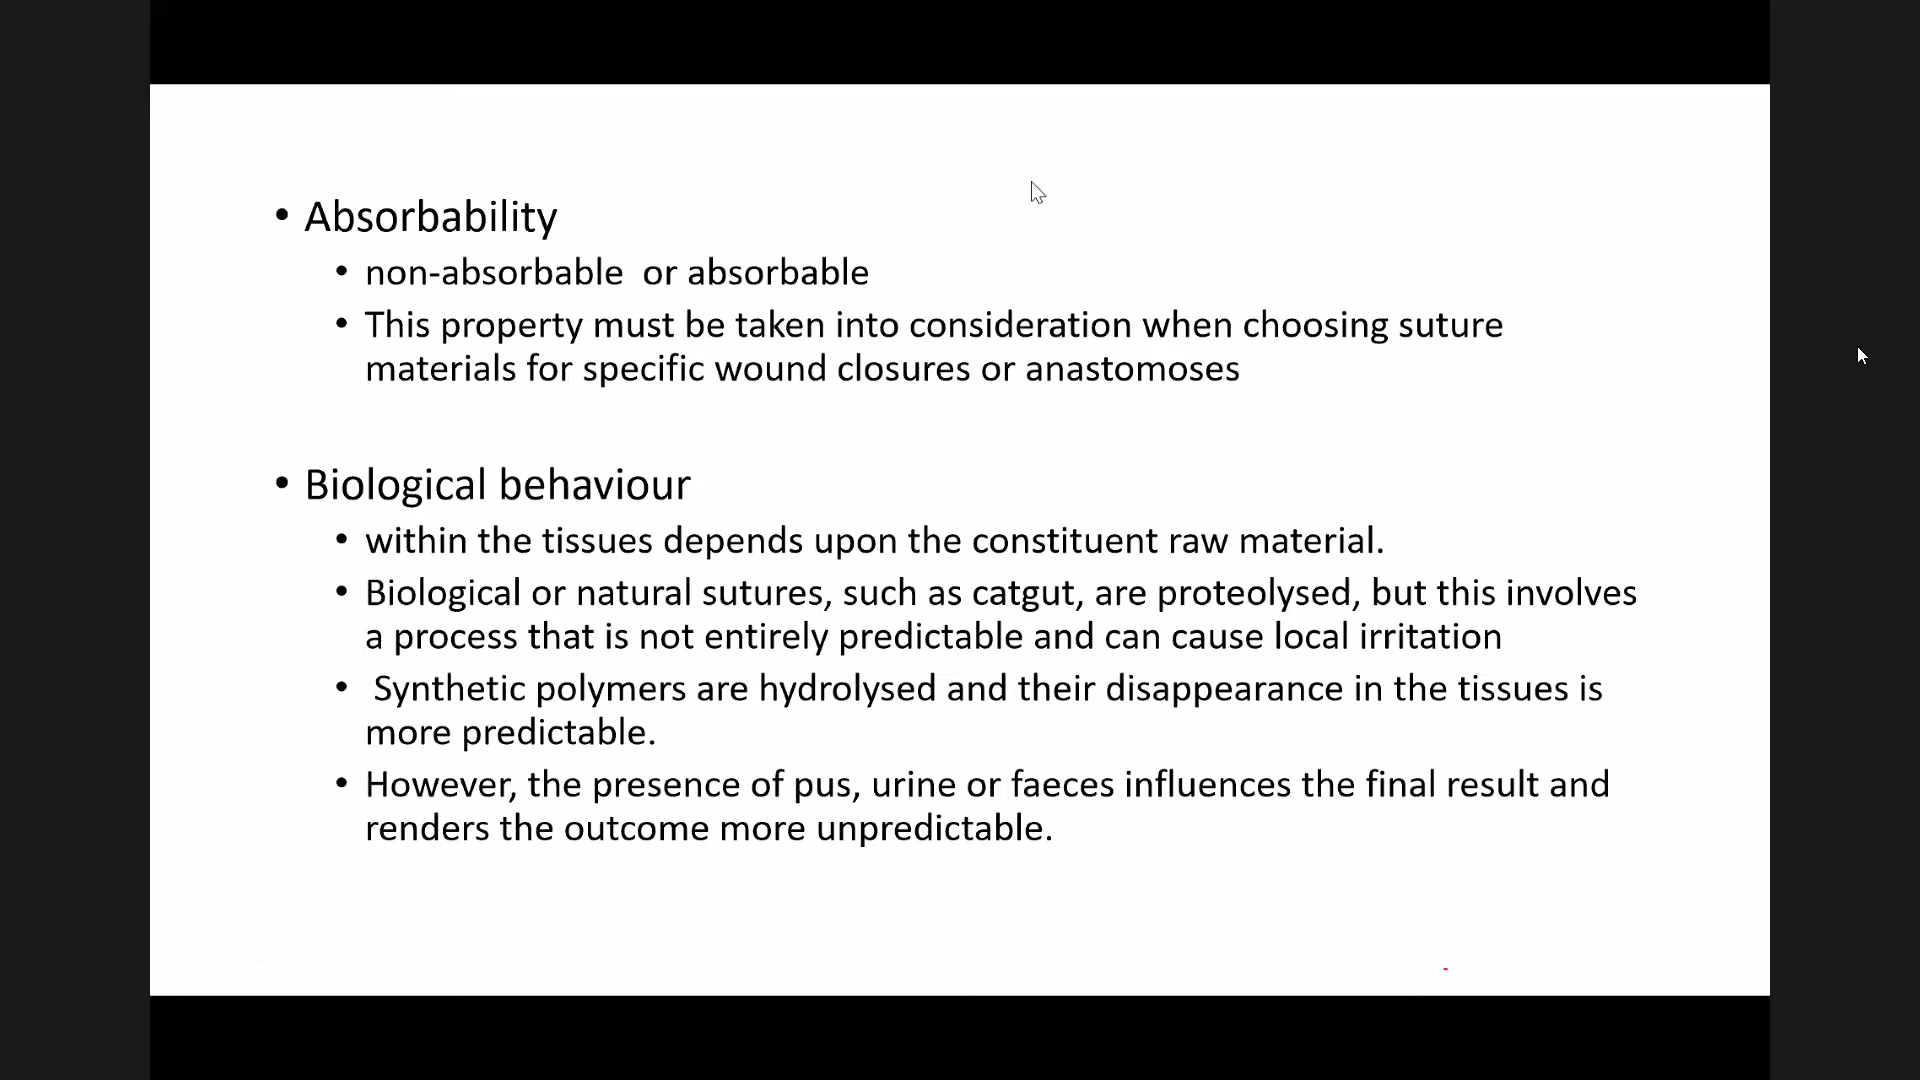 • Absorbability
• non-absorbable  or absorbable
• This property must be taken into consideration when choosing suture
materials for specific wound closures or anastomoses
• Biological behaviour
• within the tissues depends upon the constituent raw material.
• Biological or natural sutures, such as catgut, are proteolysed, but this involves
a process that is not entirely predictable and can cause local irritation
• Synthetic polymers are hydrolysed and their disappearance in the tissues is
more predictable.
• However, the presence of pus, urine or faeces influences the final result and
renders the outcome more unpredictable.